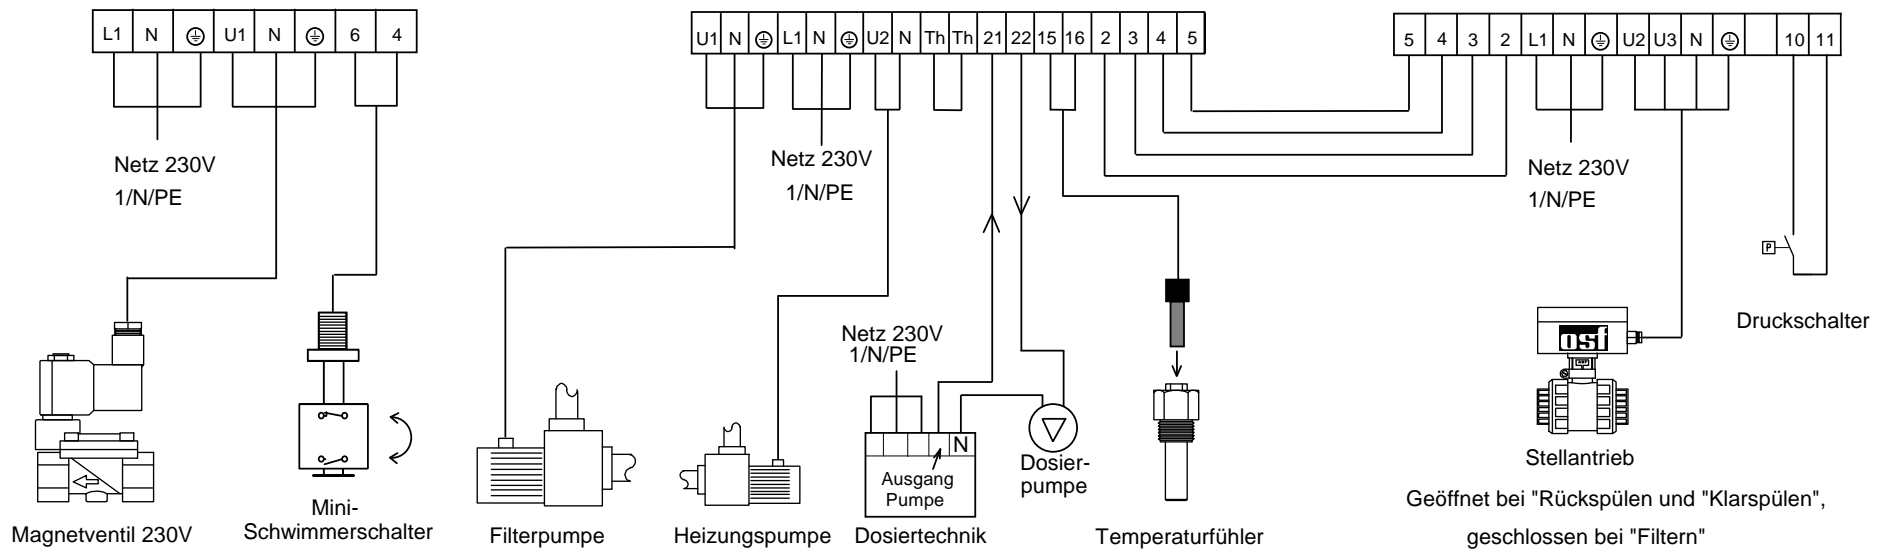 L1 N U1 N 6 4
U1 N L1 N U2 N Th Th 21 22 15 16 2 3 4 5
5 4 3 2 L1 N U2 U3 N 10 11
Netz 230V
1/N/PE
Netz 230V
1/N/PE
Netz 230V
1/N/PE
P
Druckschalter
Netz 230V
1/N/PE
osf
N
Ausgang
Pumpe
Dosier-
pumpe
Stellantrieb
Geöffnet bei "Rückspülen und "Klarspülen",
geschlossen bei "Filtern"
Magnetventil 230V
Mini-
Schwimmerschalter
Filterpumpe
Heizungspumpe
Dosiertechnik
Temperaturfühler